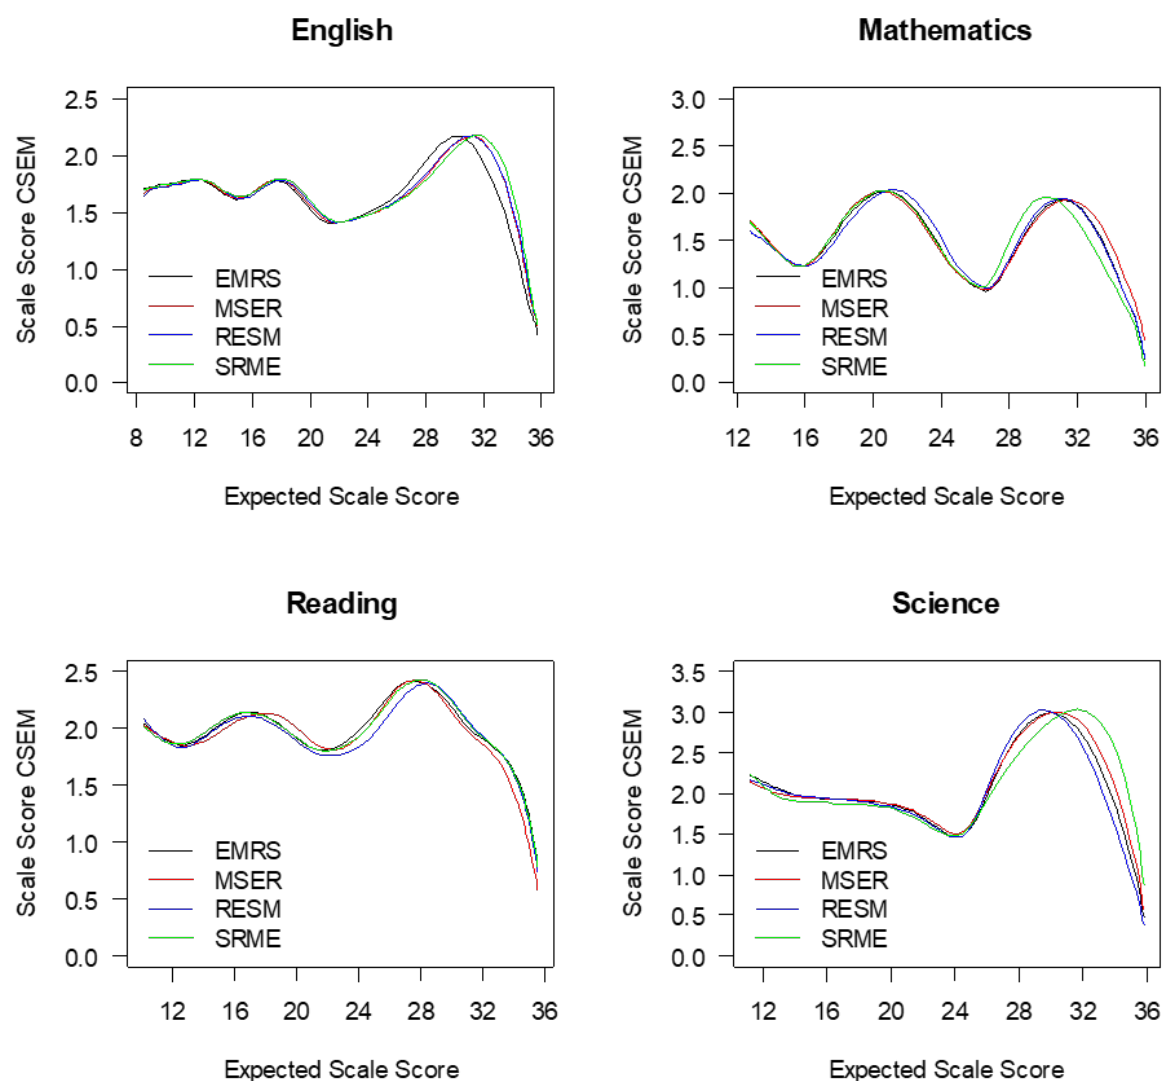 English
Scale Score CSEM
2.5
2.0
1.5
1.0
0.5
0.0
EMRS
MSER
RESM
SRME
8 12 16 20 24 28 32 36
Expected Scale Score
Mathematics
Scale Score CSEM
3.0
2.5
2.0
1.5
1.0
0.5
0.0
EMRS
MSER
RESM
SRME
12 16 20 24 28 32 36
Expected Scale Score
Reading
Scale Score CSEM
2.5
2.0
1.5
1.0
0.5
0.0
EMRS
MSER
RESM
SRME
12 16 20 24 28 32 36
Expected Scale Score
Science
Scale Score CSEM
3.5
3.0
2.5
2.0
1.5
1.0
0.5
0.0
EMRS
MSER
RESM
SRME
12 16 20 24 28 32 36
Expected Scale Score